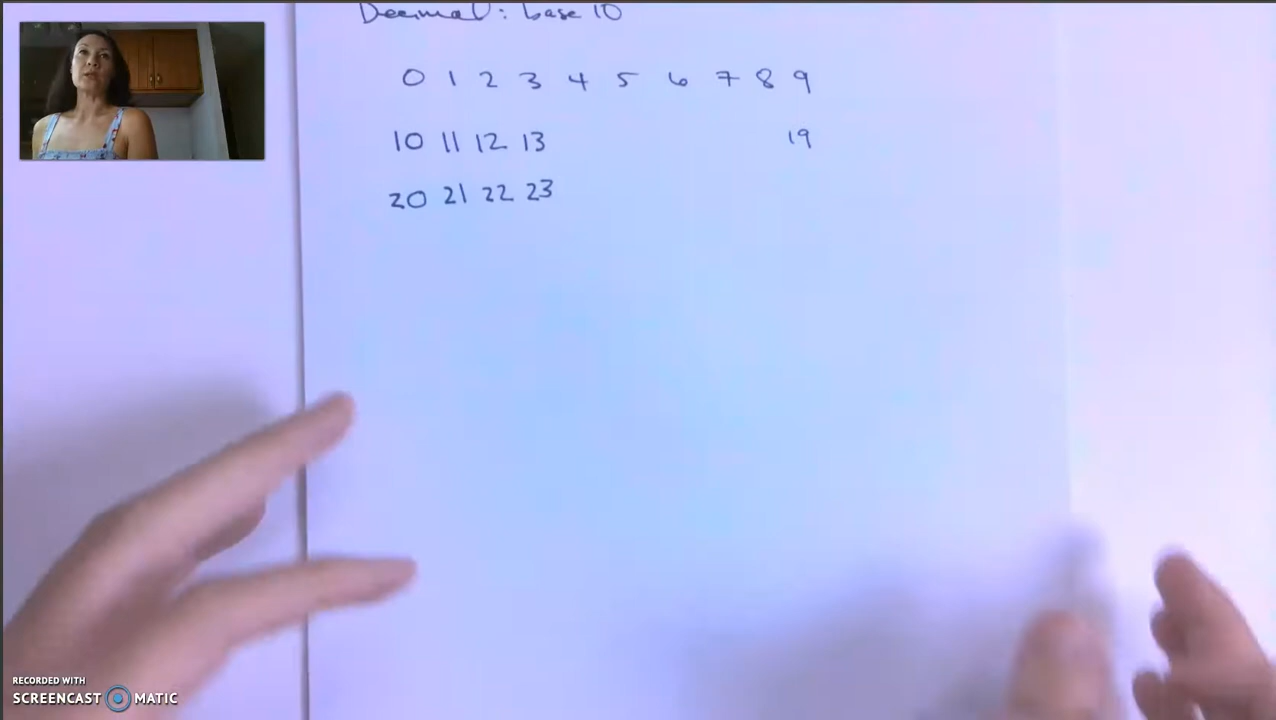 Decimal: base 10
0 1 2 3 4 5 6 7 8 9
10 11 12 13 19
20 21 22 23
RECORDED WITH
SCREENCAST MATIC